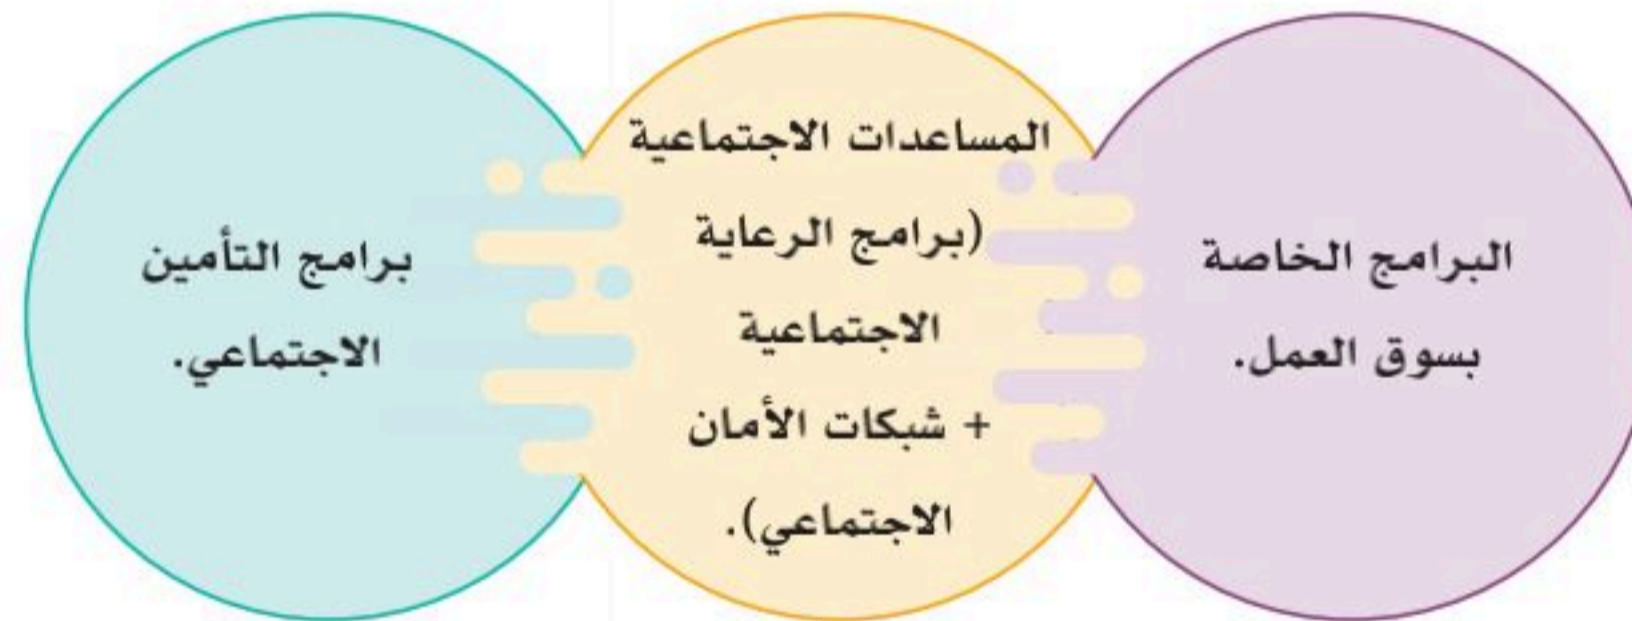 البرامج الخاصة
بسوق العمل.
المساعدات الاجتماعية
(برامج الرعاية
الاجتماعية
+ شبكات الأمان
الاجتماعي).
برامج التأمين
الاجتماعي.